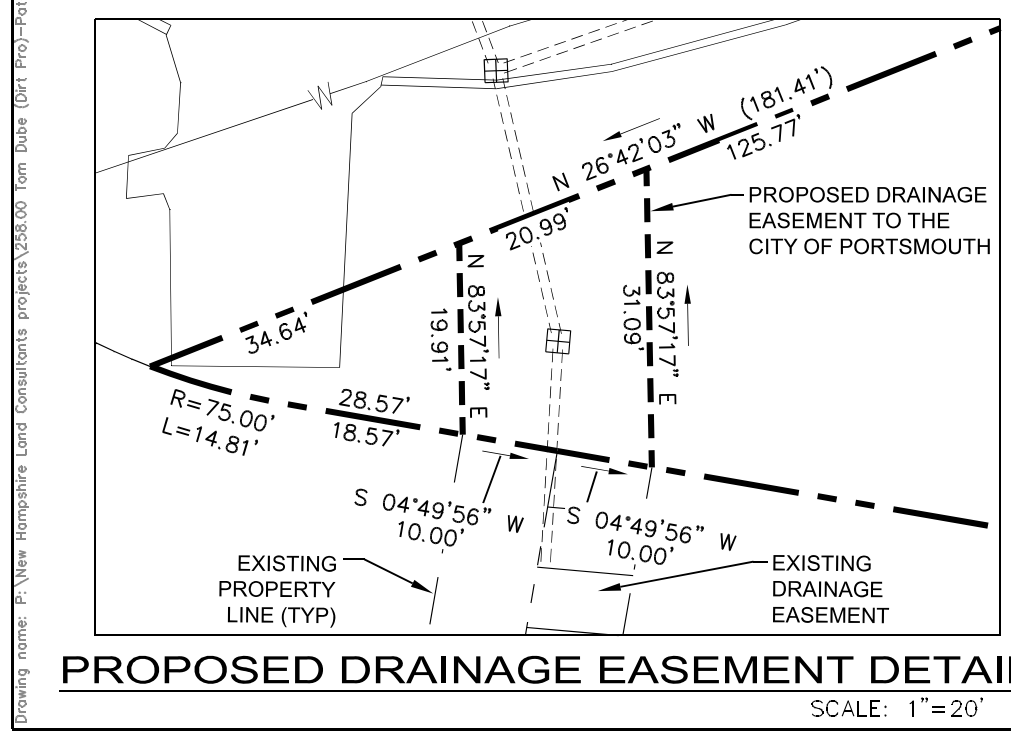 Drawing name: P:\New Hampshire Land Consultants projects\258.00 Tom Dube (Dirt Pro)-Pat
N 26°42'03" W (181.41')
125.77'
20.99'
34.64'
PROPOSED DRAINAGE
EASEMENT TO THE
CITY OF PORTSMOUTH
N 83°57'17" E
19.91'
N 83°57'17" E
31.09'
R=75.00'
L=14.81'
28.57'
18.57'
S 04°49'56" W
10.00'
S 04°49'56" W
10.00'
EXISTING
PROPERTY
LINE (TYP)
EXISTING
DRAINAGE
EASEMENT
PROPOSED DRAINAGE EASEMENT DETAI
SCALE: 1"=20'